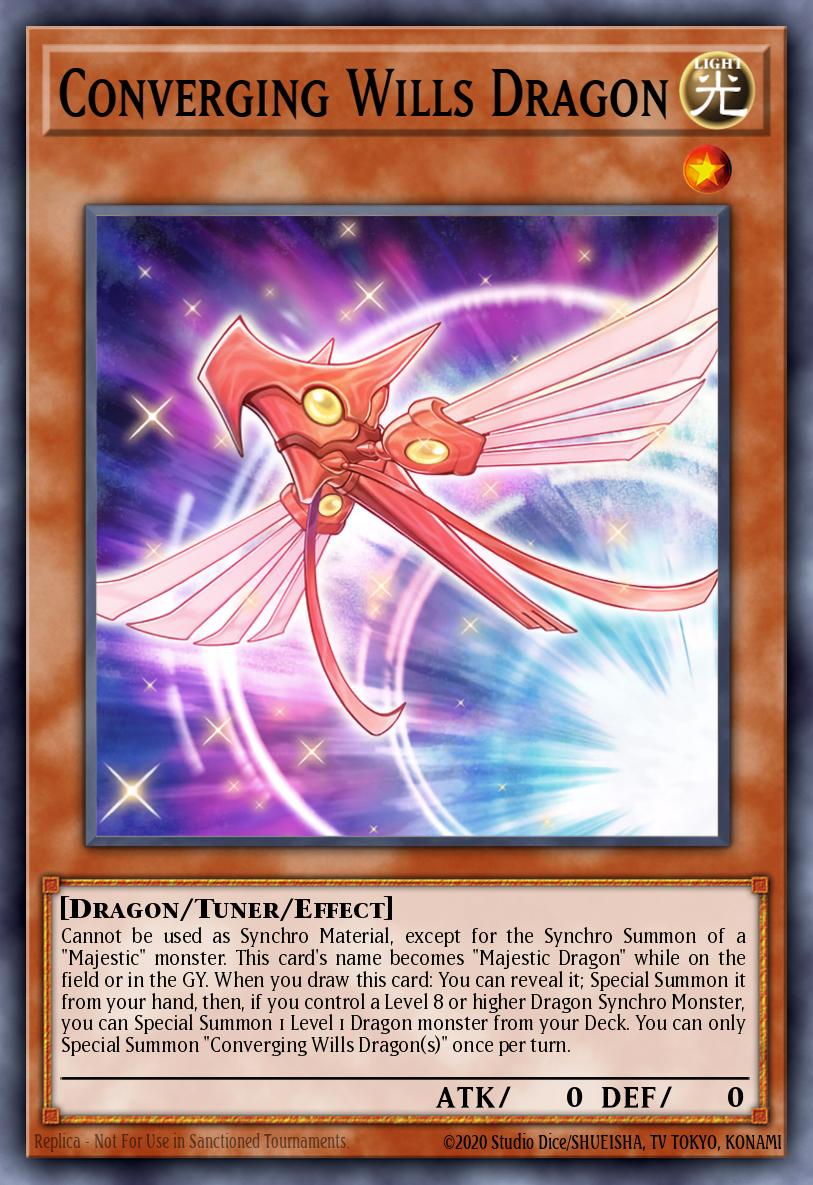 Converging Wills Dragon
LIGHT
光
[Dragon/Tuner/Effect]
Cannot be used as Synchro Material, except for the Synchro Summon of a
"Majestic" monster. This card's name becomes "Majestic Dragon" while on the
field or in the GY. When you draw this card: You can reveal it; Special Summon it
from your hand, then, if you control a Level 8 or higher Dragon Synchro Monster,
you can Special Summon 1 Level 1 Dragon monster from your Deck. You can only
Special Summon "Converging Wills Dragon(s)" once per turn.
ATK/ 0 DEF/ 0
Replica - Not For Use in Sanctioned Tournaments.
©2020 Studio Dice/SHUEISHA, TV TOKYO, KONAMI